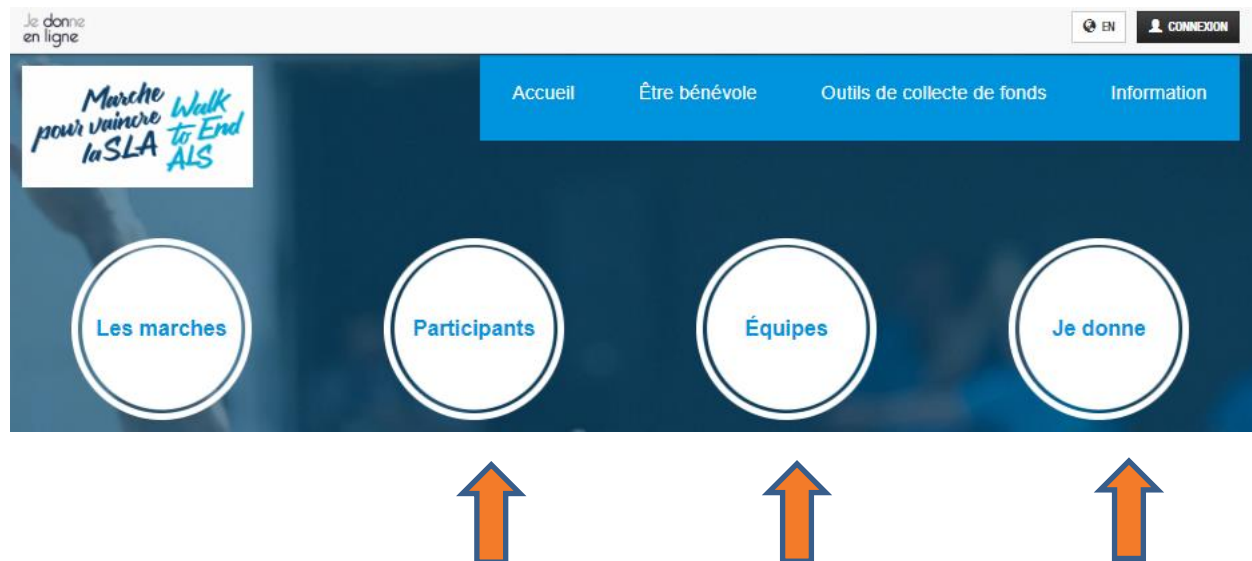 Je donne
en ligne
EN
CONNEXION
Marche
pour vaincre
la SLA
Walk
to End
ALS
Accueil
Être bénévole
Outils de collecte de fonds
Information
Les marches
Participants
Équipes
Je donne